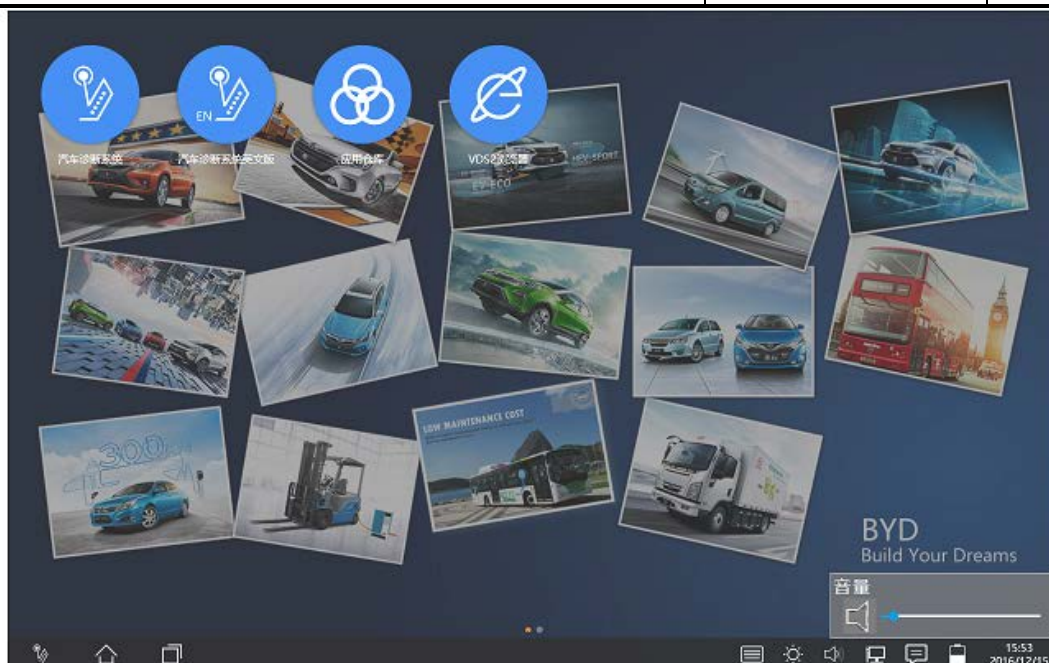 EN
汽车诊断系统
汽车诊断系统英文版
应用仓库
VDS2浏览器
HEV·SPORT
EV·ECO
300
LOW MAINTENANCE COST
BYD
Build Your Dreams
音量
15:53
2016/12/15